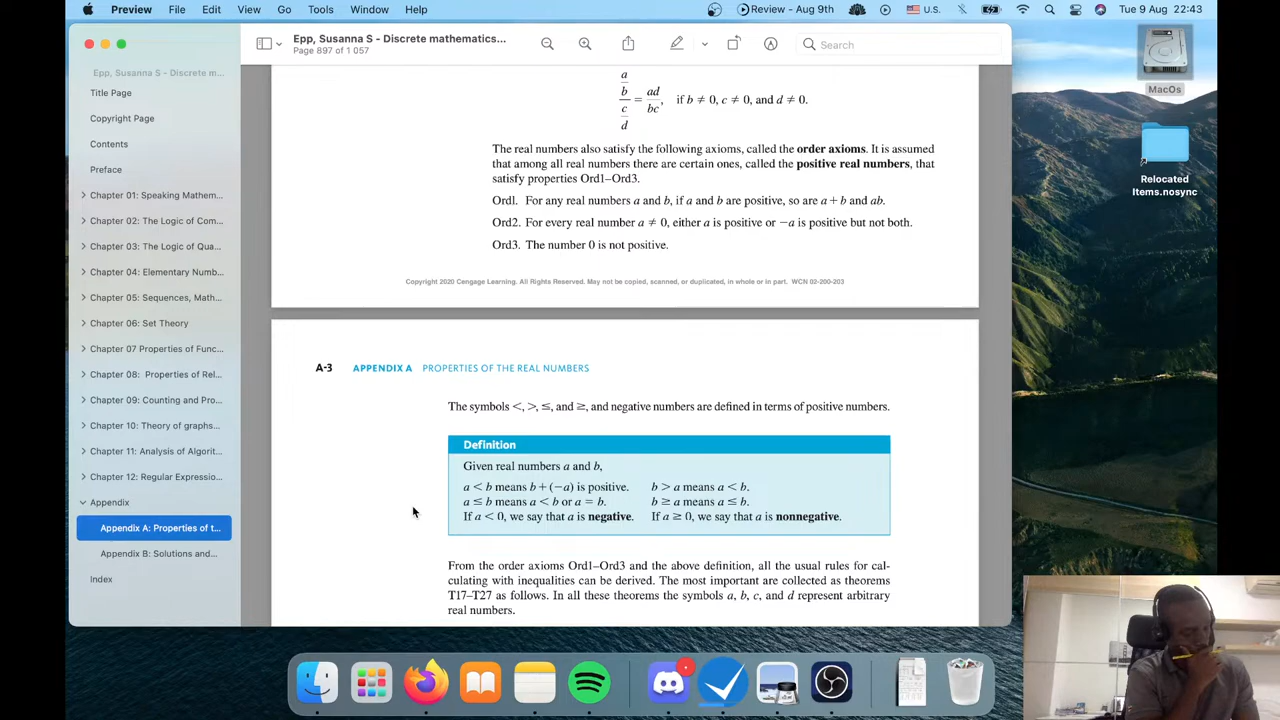 Preview File Edit View Go Tools Window Help
Review - Aug 9th
U.S.
Tue 9 Aug 22:43
Epp, Susanna S - Discrete m...
Title Page
Copyright Page
Contents
Preface
Chapter 01: Speaking Mathem...
Chapter 02: The Logic of Com...
Chapter 03: The Logic of Qua...
Chapter 04: Elementary Numb...
Chapter 05: Sequences, Math...
Chapter 06: Set Theory
Chapter 07 Properties of Func...
Chapter 08: Properties of Rel...
Chapter 09: Counting and Pro...
Chapter 10: Theory of graphs...
Chapter 11: Analysis of Algorit...
Chapter 12: Regular Expressio...
Appendix
Appendix A: Properties of t...
Appendix B: Solutions and...
Index
Epp, Susanna S - Discrete mathematics...
Page 897 of 1 057
Search
a
b
c
d
= ad
bc, if b ≠ 0, c ≠ 0, and d ≠ 0.
The real numbers also satisfy the following axioms, called the order axioms. It is assumed
that among all real numbers there are certain ones, called the positive real numbers, that
satisfy properties Ord1–Ord3.
Ord1. For any real numbers a and b, if a and b are positive, so are a + b and ab.
Ord2. For every real number a ≠ 0, either a is positive or −a is positive but not both.
Ord3. The number 0 is not positive.
Copyright 2020 Cengage Learning. All Rights Reserved. May not be copied, scanned, or duplicated, in whole or in part. WCN 02-200-203
A-3 APPENDIX A PROPERTIES OF THE REAL NUMBERS
The symbols <, >, ≤, and ≥, and negative numbers are defined in terms of positive numbers.
Definition
Given real numbers a and b,
a < b means b + (−a) is positive. b > a means a < b.
a ≤ b means a < b or a = b. b ≥ a means a ≤ b.
If a < 0, we say that a is negative. If a ≥ 0, we say that a is nonnegative.
From the order axioms Ord1–Ord3 and the above definition, all the usual rules for cal-
culating with inequalities can be derived. The most important are collected as theorems
T17–T27 as follows. In all these theorems the symbols a, b, c, and d represent arbitrary
real numbers.
MacOs
Relocated
Items.nosync